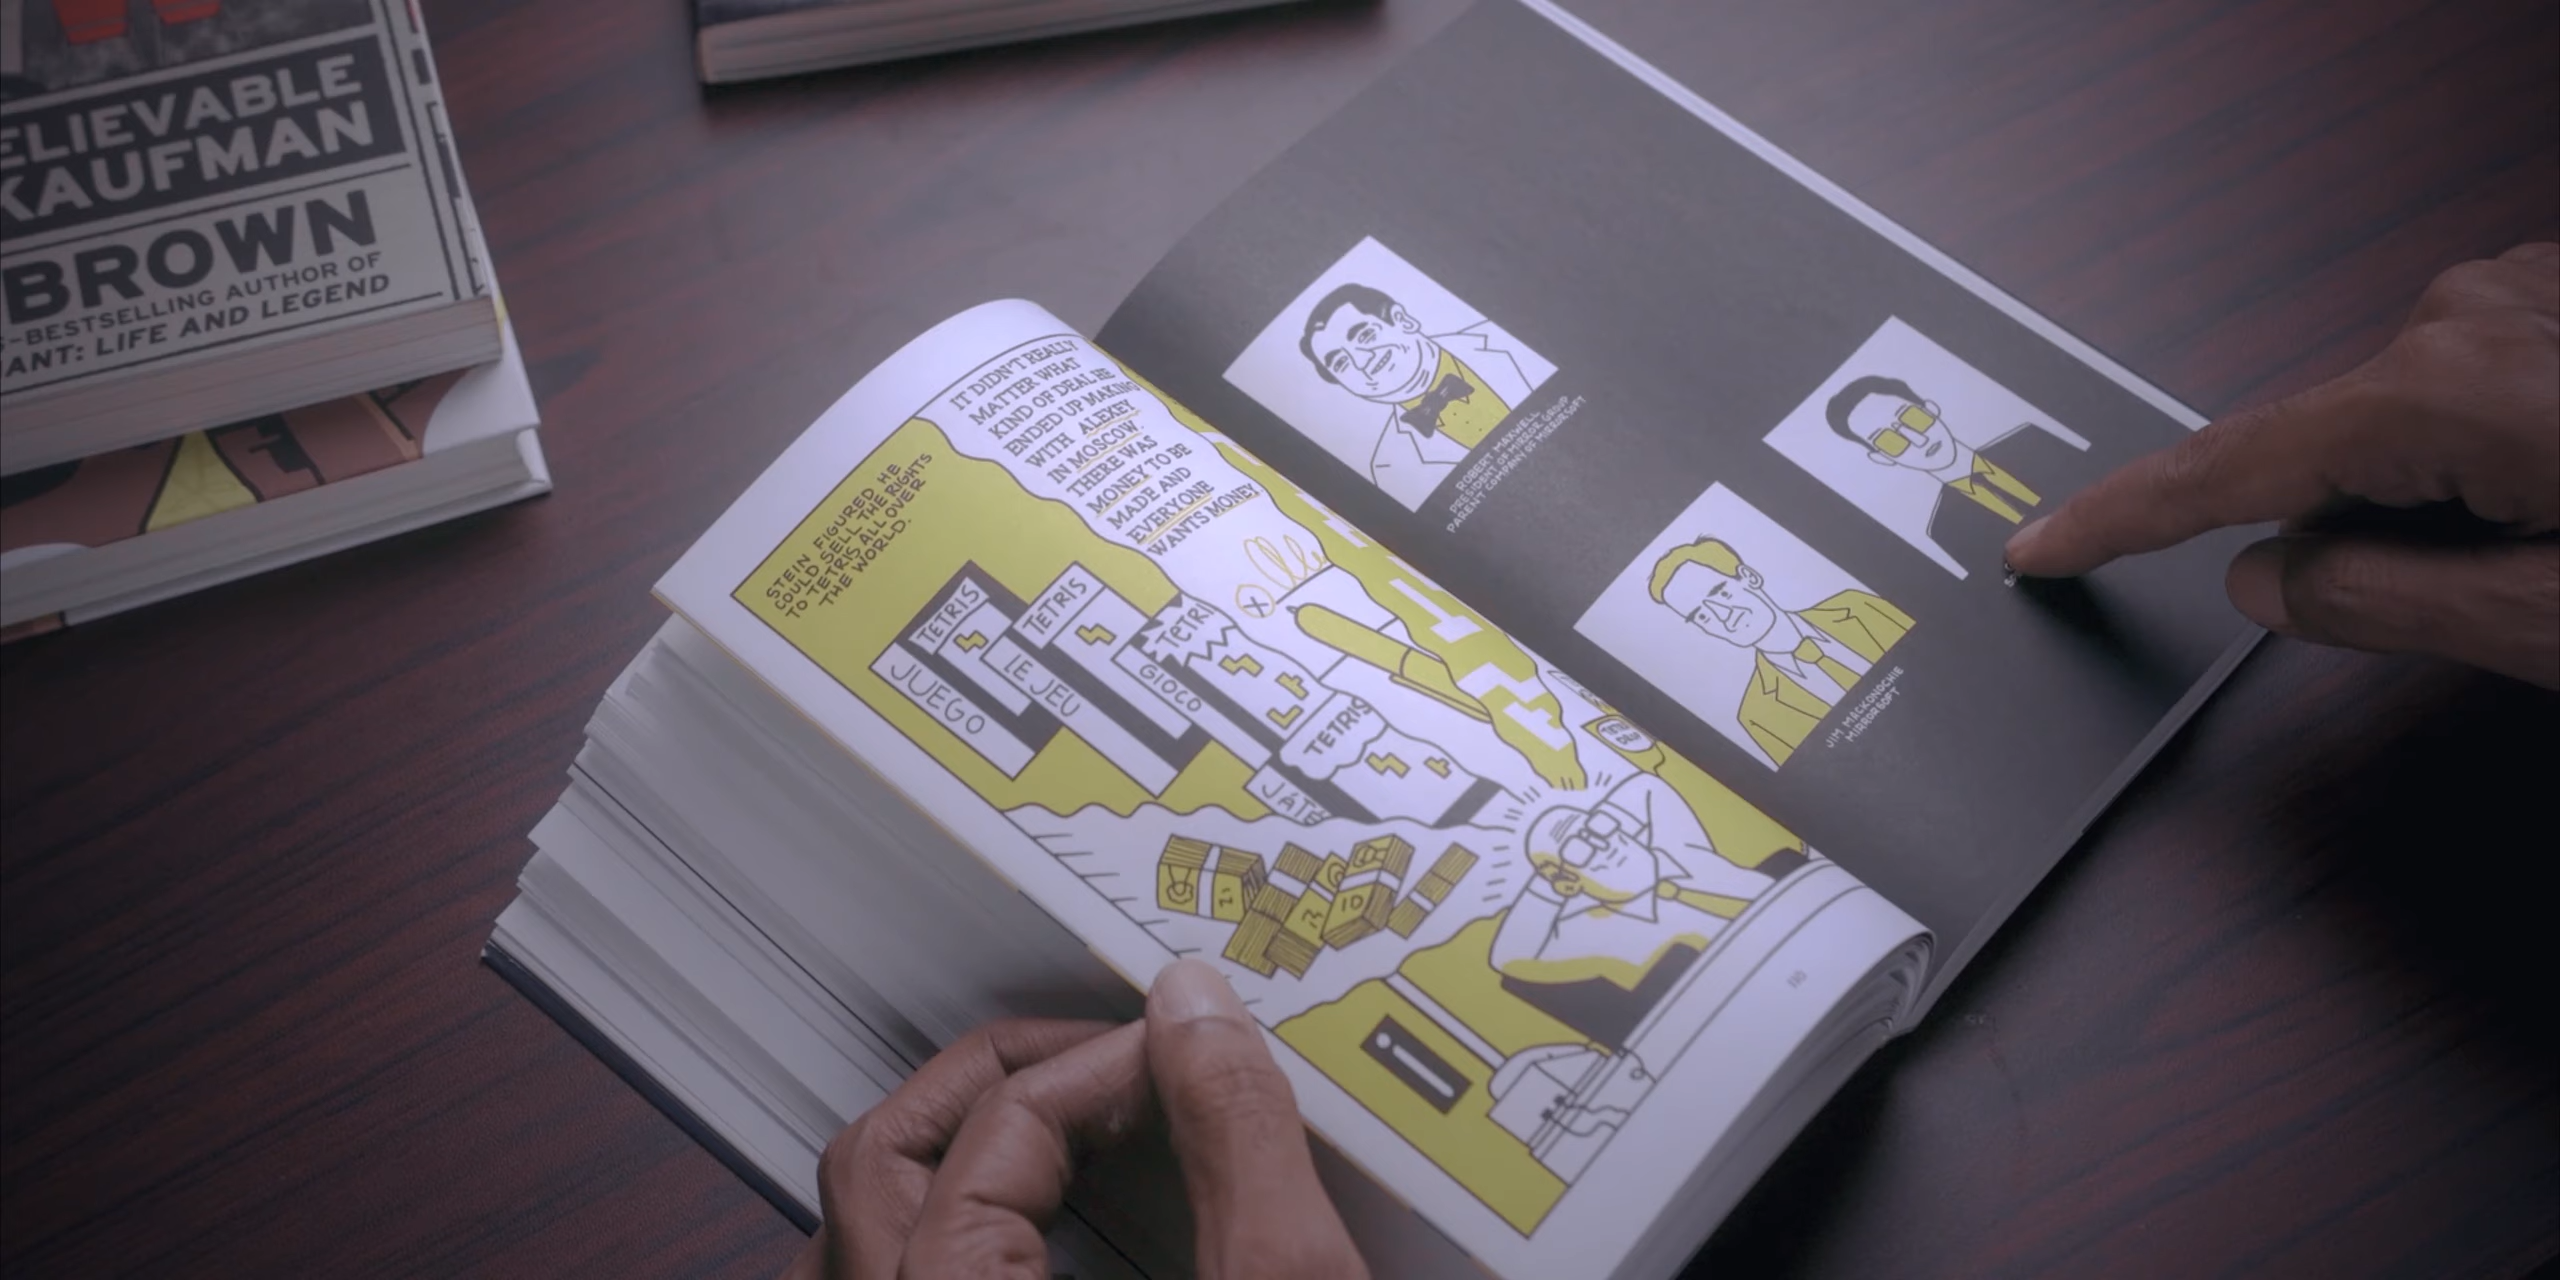 ELIEVABLE
KAUFMAN
BROWN
S-BESTSELLING AUTHOR OF
ANT: LIFE AND LEGEND
STEIN FIGURED HE
COULD SELL THE RIGHTS
TO TETRIS ALL OVER
THE WORLD.
IT DIDN'T REALLY
MATTER WHAT
KIND OF DEAL HE
ENDED UP MAKING
WITH ALEXEY
IN MOSCOW.
THERE WAS
MONEY TO BE
MADE AND
EVERYONE
WANTS MONEY.
TETRIS
JUEGO
TETRIS
LE JEU
TETRI
GIOCO
TETRIS
JÁTÉ
10
110
ROBERT MAXWELL
PRESIDENT OF MIRROR GROUP
PARENT COMPANY OF MIRRORSOFT
JIM MACKONOCHIE
MIRRORSOFT